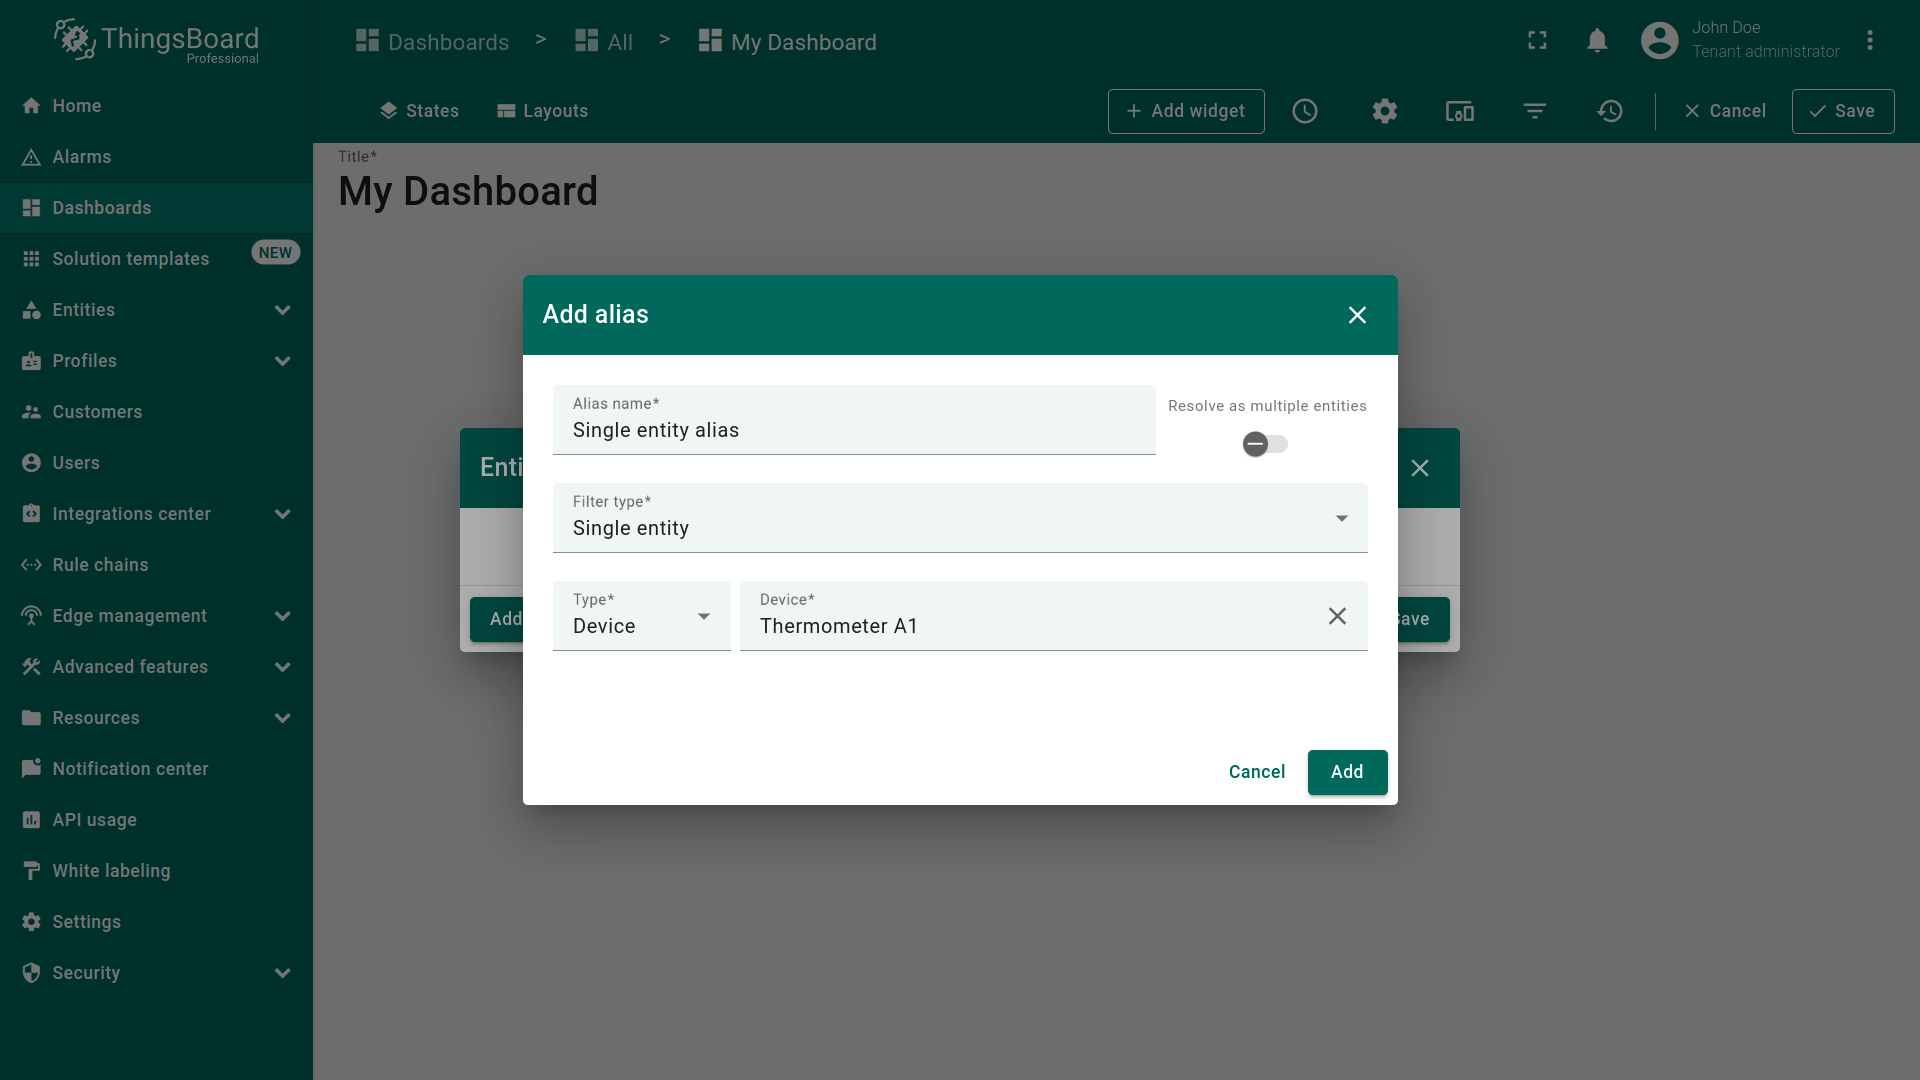 ThingsBoard
Professional
Dashboards > All > My Dashboard
John Doe
Tenant administrator
States
Layouts
Add widget
Cancel
Save
Home
Alarms
Dashboards
Solution templates
NEW
Entities
Profiles
Customers
Users
Integrations center
Rule chains
Edge management
Advanced features
Resources
Notification center
API usage
White labeling
Settings
Security
Title*
My Dashboard
Enti
Add
ave
Add alias
Alias name*
Single entity alias
Resolve as multiple entities
Filter type*
Single entity
Type*
Device
Device*
Thermometer A1
Cancel
Add